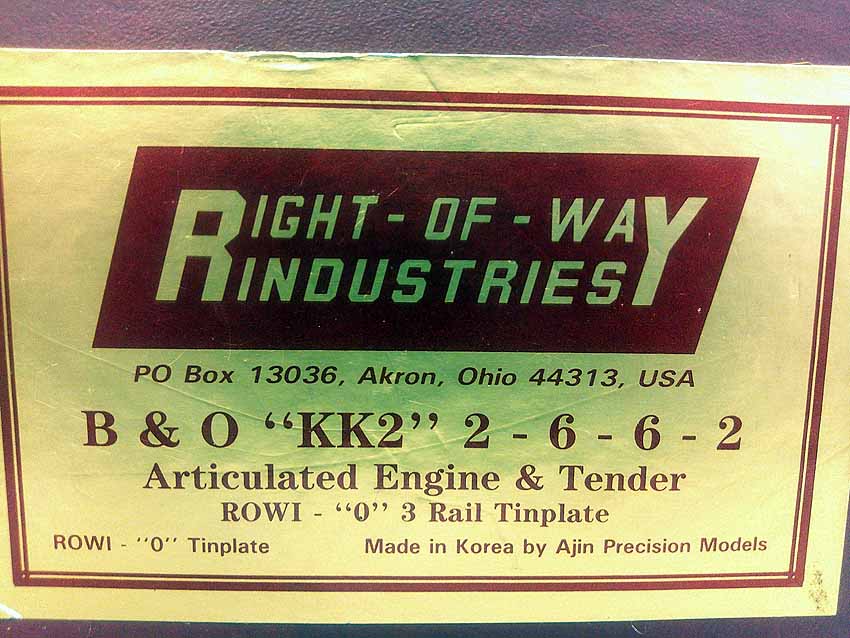 RIGHT - OF - WAY
INDUSTRIES
PO Box 13036, Akron, Ohio 44313, USA
B & O “KK2” 2 - 6 - 6 - 2
Articulated Engine & Tender
ROWI - “0” 3 Rail Tinplate
ROWI - ″0″ Tinplate Made in Korea by Ajin Precision Models